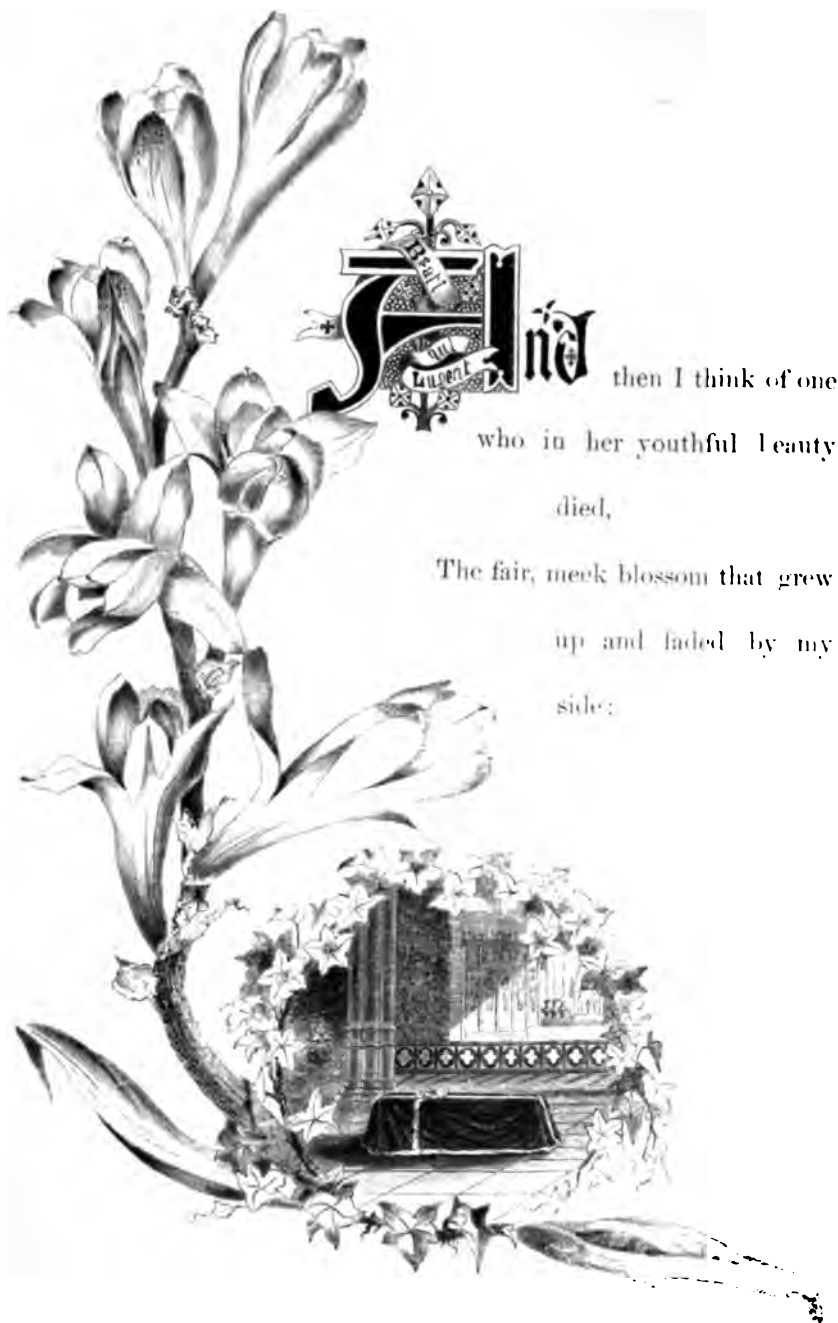 Beati
qui
Lugent
And then I think of one
who in her youthful beauty
died,
The fair, meek blossom that grew
up and faded by my
side: